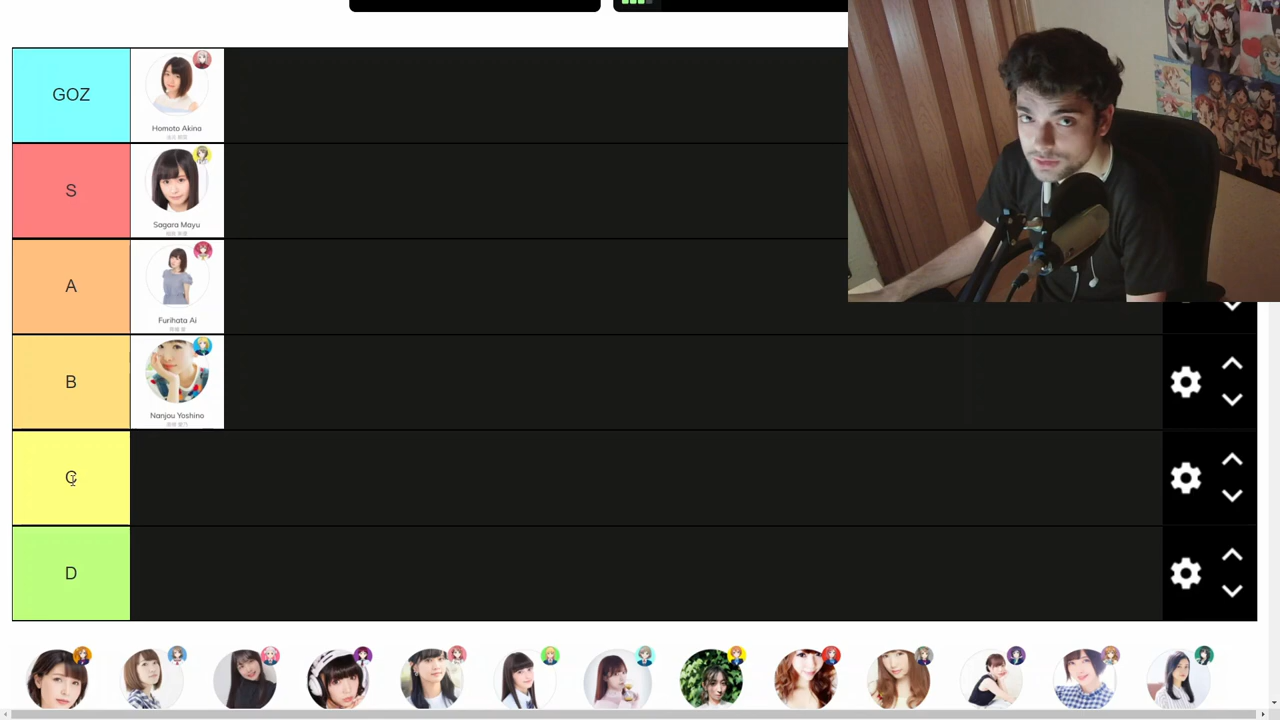 GOZ
Homoto Akina
S
Sagara Mayu
A
Furihata Ai
B
Nanjou Yoshino
C
D